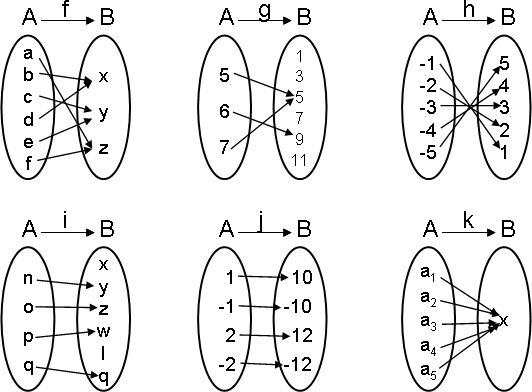 A f B
a
b
c
d
e
f
x
y
z
A g B
5
6
7
1
3
5
7
9
11
A h B
-1
-2
-3
-4
-5
5
4
3
2
1
A i B
n
o
p
q
x
y
z
w
l
q
A j B
1
-1
2
-2
10
-10
12
-12
A k B
a₁
a₂
a₃
a₄
a₅
x